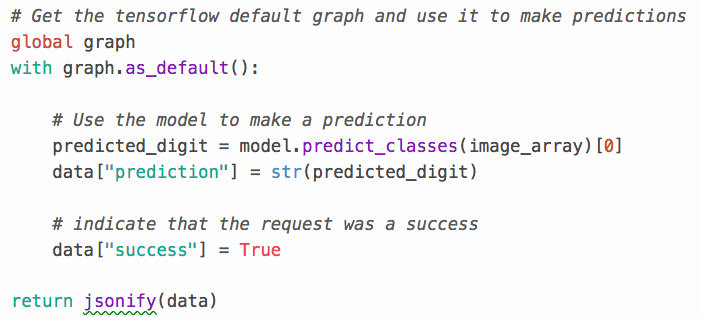 # Get the tensorflow default graph and use it to make predictions
global graph
with graph.as_default():
# Use the model to make a prediction
predicted_digit = model.predict_classes(image_array)[0]
data["prediction"] = str(predicted_digit)
# indicate that the request was a success
data["success"] = True
return jsonify(data)